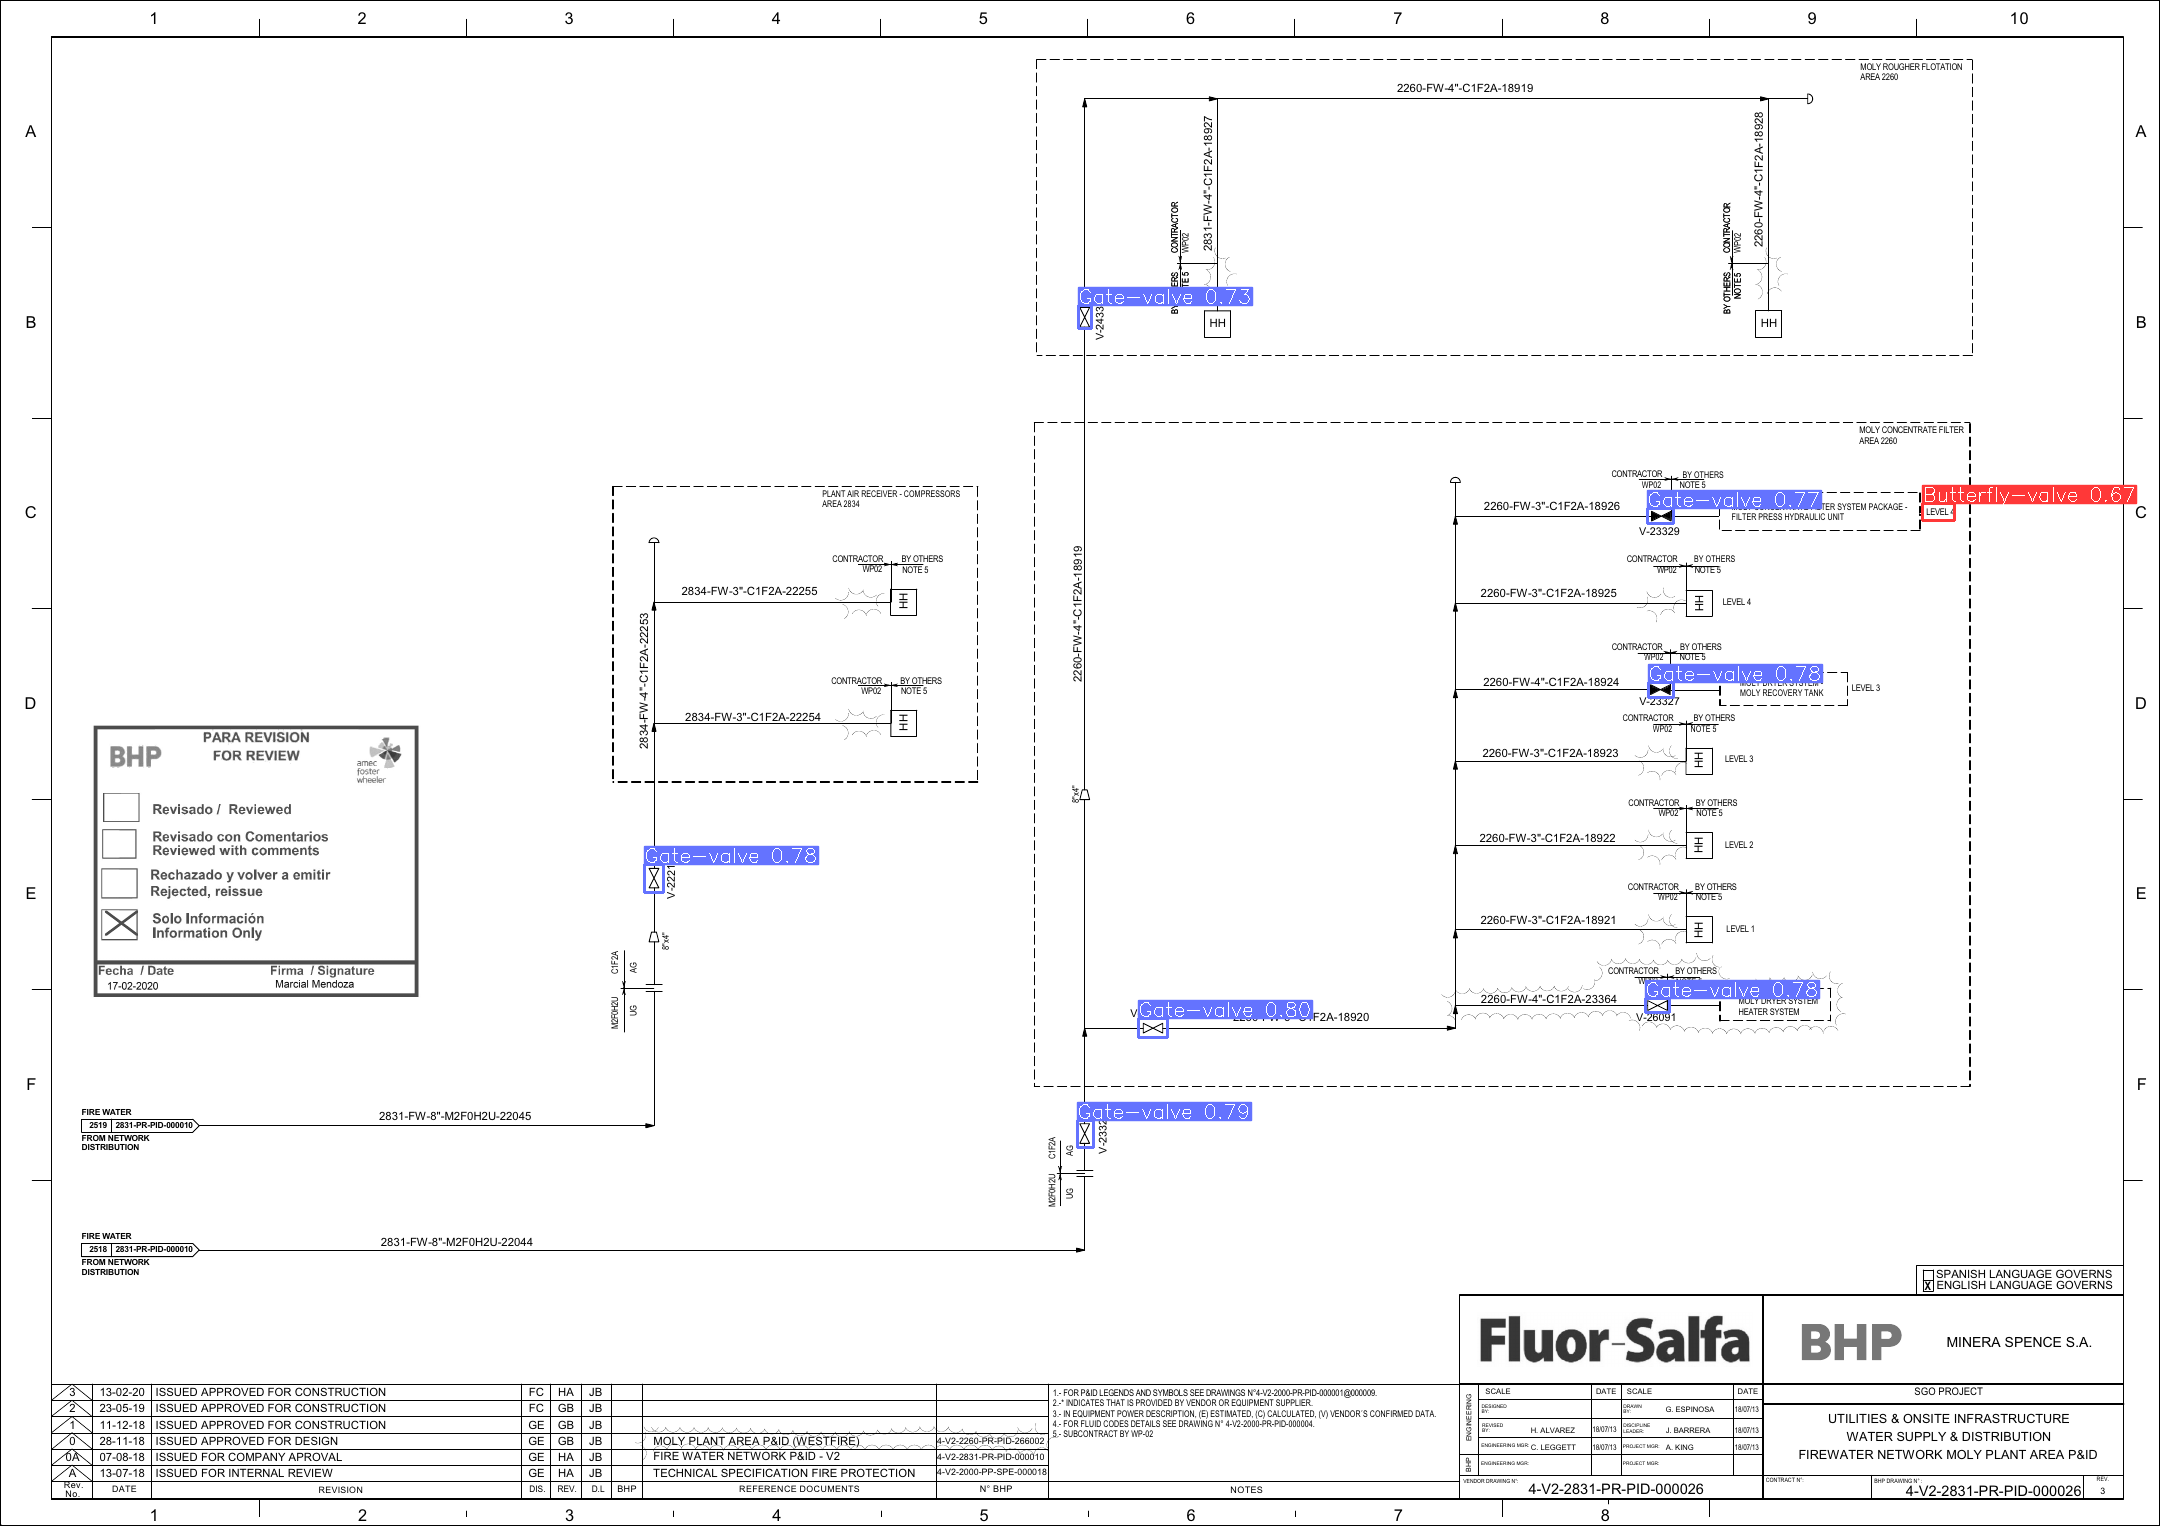 1 2 3 4 5 6 7 8 9 10
A A
B B
C C
D D
E E
F F
MOLY ROUGHER FLOTATION
AREA 2260
2260-FW-4"-C1F2A-18919
2831-FW-4"-C1F2A-18927
2260-FW-4"-C1F2A-18928
CONTRACTOR
WP02
CONTRACTOR
WP02
BY OTHERS
NOTE 5
Gate-valve 0.73
V-2433
HH
HH
MOLY CONCENTRATE FILTER
AREA 2260
2260-FW-4"-C1F2A-18919
8"x4"
CONTRACTOR BY OTHERS
WP02 NOTE 5
2260-FW-3"-C1F2A-18926
Gate-valve 0.77
V-23329
SYSTEM PACKAGE -
FILTER PRESS HYDRAULIC UNIT
Butterfly-valve 0.67
LEVEL 4
CONTRACTOR BY OTHERS
WP02 NOTE 5
2260-FW-3"-C1F2A-18925
LEVEL 4
CONTRACTOR BY OTHERS
WP02 NOTE 5
2260-FW-4"-C1F2A-18924
Gate-valve 0.78
V-23327
MOLY DRYER SYSTEM
MOLY RECOVERY TANK
LEVEL 3
CONTRACTOR BY OTHERS
WP02 NOTE 5
2260-FW-3"-C1F2A-18923
LEVEL 3
CONTRACTOR BY OTHERS
WP02 NOTE 5
2260-FW-3"-C1F2A-18922
LEVEL 2
CONTRACTOR BY OTHERS
WP02 NOTE 5
2260-FW-3"-C1F2A-18921
LEVEL 1
CONTRACTOR BY OTHERS
2260-FW-4"-C1F2A-23364
Gate-valve 0.78
V-26091
MOLY DRYER SYSTEM
HEATER SYSTEM
Gate-valve 0.80
C1F2A-18920
Gate-valve 0.79
C1F2A
AG
M2F0H2U
UG
PLANT AIR RECEIVER - COMPRESSORS
AREA 2834
CONTRACTOR BY OTHERS
WP02 NOTE 5
2834-FW-3"-C1F2A-22255
2834-FW-4"-C1F2A-22253
CONTRACTOR BY OTHERS
WP02 NOTE 5
2834-FW-3"-C1F2A-22254
H H
H H
Gate-valve 0.78
V-2221
8"x4"
C1F2A
AG
M2F0H2U
UG
PARA REVISION
FOR REVIEW
BHP
amec
foster
wheeler
Revisado / Reviewed
Revisado con Comentarios
Reviewed with comments
Rechazado y volver a emitir
Rejected, reissue
Solo Información
Information Only
Fecha / Date Firma / Signature
17-02-2020 Marcial Mendoza
FIRE WATER
2519 2831-PR-PID-000010
FROM NETWORK
DISTRIBUTION
2831-FW-8"-M2F0H2U-22045
FIRE WATER
2518 2831-PR-PID-000010
FROM NETWORK
DISTRIBUTION
2831-FW-8"-M2F0H2U-22044
SPANISH LANGUAGE GOVERNS
X ENGLISH LANGUAGE GOVERNS
Fluor-Salfa
BHP MINERA SPENCE S.A.
3 13-02-20 ISSUED APPROVED FOR CONSTRUCTION FC HA JB
2 23-05-19 ISSUED APPROVED FOR CONSTRUCTION FC GB JB
1 11-12-18 ISSUED APPROVED FOR CONSTRUCTION GE GB JB
0 28-11-18 ISSUED APPROVED FOR DESIGN GE GB JB MOLY PLANT AREA P&ID (WESTFIRE) 4-V2-2260-PR-PID-266002
0A 07-08-18 ISSUED FOR COMPANY APROVAL GE HA JB FIRE WATER NETWORK P&ID - V2 4-V2-2831-PR-PID-000010
A 13-07-18 ISSUED FOR INTERNAL REVIEW GE HA JB TECHNICAL SPECIFICATION FIRE PROTECTION 4-V2-2000-PP-SPE-000018
Rev. No. DATE REVISION DIS. REV. D.L BHP REFERENCE DOCUMENTS N° BHP NOTES
1.- FOR P&ID LEGENDS AND SYMBOLS SEE DRAWINGS N°4-V2-2000-PR-PID-000001@000009.
2.-* INDICATES THAT IS PROVIDED BY VENDOR OR EQUIPMENT SUPPLIER.
3.- IN EQUIPMENT POWER DESCRIPTION, (E) ESTIMATED, (C) CALCULATED, (V) VENDOR´S CONFIRMED DATA.
4.- FOR FLUID CODES DETAILS SEE DRAWING N° 4-V2-2000-PR-PID-000004.
5.- SUBCONTRACT BY WP-02
ENGINEERING
BHP
SCALE DATE SCALE DATE
DESIGNED BY: DRAWN BY: G. ESPINOSA 18/07/13
REVISED BY: H. ALVAREZ 18/07/13 DISCIPLINE LEADER: J. BARRERA 18/07/13
ENGINEERING MGR: C. LEGGETT 18/07/13 PROJECT MGR: A. KING 18/07/13
ENGINEERING MGR: PROJECT MGR:
VENDOR DRAWING N°:
4-V2-2831-PR-PID-000026
SGO PROJECT
UTILITIES & ONSITE INFRASTRUCTURE
WATER SUPPLY & DISTRIBUTION
FIREWATER NETWORK MOLY PLANT AREA P&ID
CONTRACT N°: BHP DRAWING N°: REV.
4-V2-2831-PR-PID-000026 3
1 2 3 4 5 6 7 8